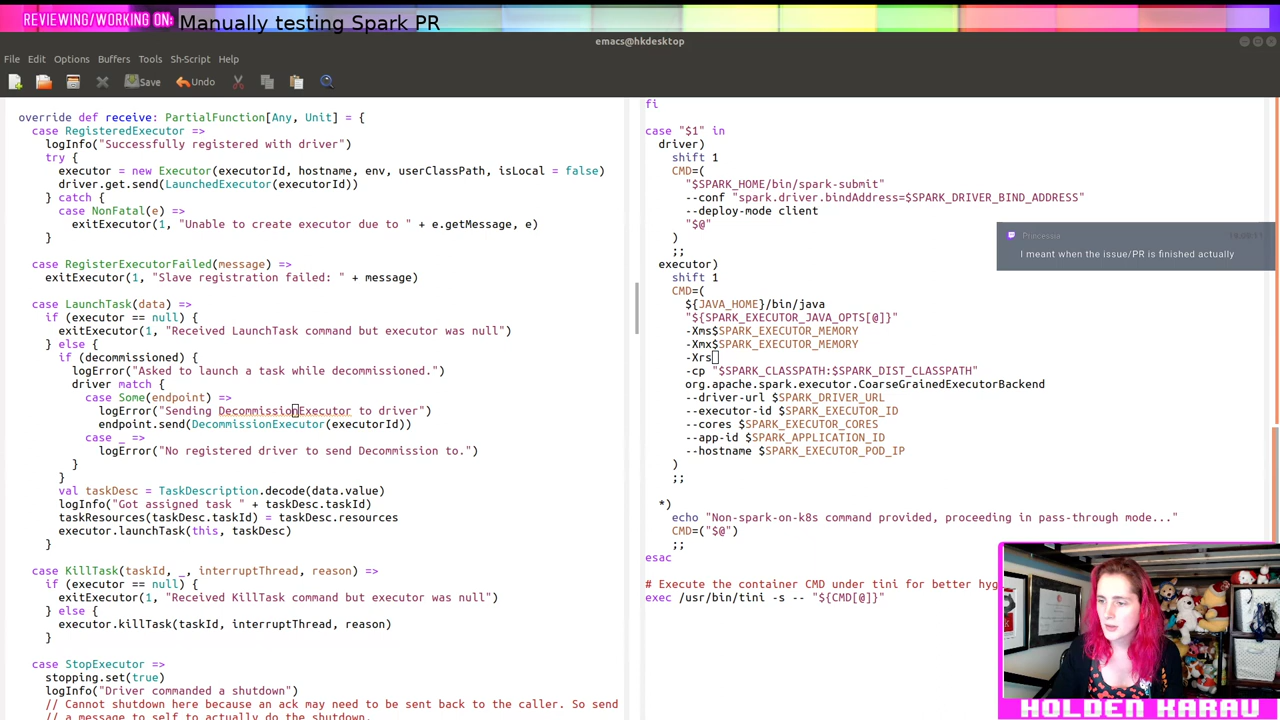 REVIEWING/WORKING ON: Manually testing Spark PR
emacs@hkdesktop
File Edit Options Buffers Tools Sh-Script Help
Save Undo
override def receive: PartialFunction[Any, Unit] = {
case RegisteredExecutor =>
logInfo("Successfully registered with driver")
try {
executor = new Executor(executorId, hostname, env, userClassPath, isLocal = false)
driver.get.send(LaunchedExecutor(executorId))
} catch {
case NonFatal(e) =>
exitExecutor(1, "Unable to create executor due to " + e.getMessage, e)
}
case RegisterExecutorFailed(message) =>
exitExecutor(1, "Slave registration failed: " + message)
case LaunchTask(data) =>
if (executor == null) {
exitExecutor(1, "Received LaunchTask command but executor was null")
} else {
if (decommissioned) {
logError("Asked to launch a task while decommissioned.")
driver match {
case Some(endpoint) =>
logError("Sending DecommissionExecutor to driver")
endpoint.send(DecommissionExecutor(executorId))
case _ =>
logError("No registered driver to send Decommission to.")
}
}
val taskDesc = TaskDescription.decode(data.value)
logInfo("Got assigned task " + taskDesc.taskId)
taskResources(taskDesc.taskId) = taskDesc.resources
executor.launchTask(this, taskDesc)
}
case KillTask(taskId, _, interruptThread, reason) =>
if (executor == null) {
exitExecutor(1, "Received KillTask command but executor was null")
} else {
executor.killTask(taskId, interruptThread, reason)
}
case StopExecutor =>
stopping.set(true)
logInfo("Driver commanded a shutdown")
// Cannot shutdown here because an ack may need to be sent back to the caller. So send
// a message to self to actually do the shutdown.
fi
case "$1" in
driver)
shift 1
CMD=(
"$SPARK_HOME/bin/spark-submit"
--conf "spark.driver.bindAddress=$SPARK_DRIVER_BIND_ADDRESS"
--deploy-mode client
"$@"
)
;;
executor)
shift 1
CMD=(
${JAVA_HOME}/bin/java
"${SPARK_EXECUTOR_JAVA_OPTS[@]}"
-Xms$SPARK_EXECUTOR_MEMORY
-Xmx$SPARK_EXECUTOR_MEMORY
-Xrs
-cp "$SPARK_CLASSPATH:$SPARK_DIST_CLASSPATH"
org.apache.spark.executor.CoarseGrainedExecutorBackend
--driver-url $SPARK_DRIVER_URL
--executor-id $SPARK_EXECUTOR_ID
--cores $SPARK_EXECUTOR_CORES
--app-id $SPARK_APPLICATION_ID
--hostname $SPARK_EXECUTOR_POD_IP
)
;;
*)
echo "Non-spark-on-k8s command provided, proceeding in pass-through mode..."
CMD=("$@")
;;
esac
# Execute the container CMD under tini for better hyg
exec /usr/bin/tini -s -- "${CMD[@]}"
Princessia
I meant when the issue/PR is finished actually
HOLDEN KARAU